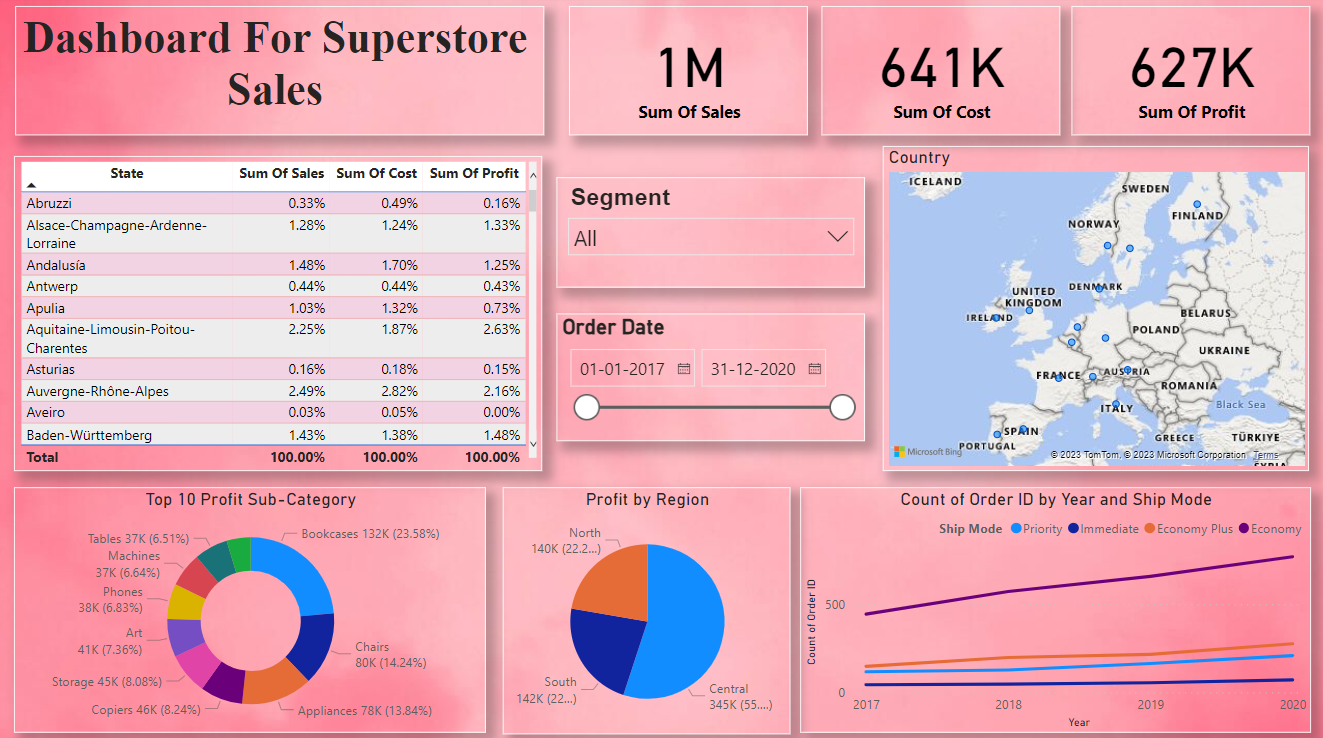 Dashboard For Superstore
Sales
1M
Sum Of Sales
641K
Sum Of Cost
627K
Sum Of Profit
State Sum Of Sales Sum Of Cost Sum Of Profit
Abruzzi 0.33% 0.49% 0.16%
Alsace-Champagne-Ardenne-
Lorraine 1.28% 1.24% 1.33%
Andalusía 1.48% 1.70% 1.25%
Antwerp 0.44% 0.44% 0.43%
Apulia 1.03% 1.32% 0.73%
Aquitaine-Limousin-Poitou-
Charentes 2.25% 1.87% 2.63%
Asturias 0.16% 0.18% 0.15%
Auvergne-Rhône-Alpes 2.49% 2.82% 2.16%
Aveiro 0.03% 0.05% 0.00%
Baden-Württemberg 1.43% 1.38% 1.48%
Total 100.00% 100.00% 100.00%
Segment
All
Order Date
01-01-2017 31-12-2020
Country
ICELAND
SWEDEN
FINLAND
NORWAY
DENMARK
UNITED
KINGDOM
IRELAND
BELARUS
POLAND
UKRAINE
FRANCE
AUSTRIA
ROMANIA
ITALY
Black Sea
SPAIN
PORTUGAL
GREECE
TÜRKIYE
SYRIA
Microsoft Bing
© 2023 TomTom, © 2023 Microsoft Corporation Terms
Top 10 Profit Sub-Category
Bookcases 132K (23.58%)
Chairs
80K (14.24%)
Appliances 78K (13.84%)
Copiers 46K (8.24%)
Storage 45K (8.08%)
Art
41K (7.36%)
Phones
38K (6.83%)
Machines
37K (6.64%)
Tables 37K (6.51%)
Profit by Region
North
140K (22.2...)
South
142K (22...)
Central
345K (55....)
Count of Order ID by Year and Ship Mode
Ship Mode Priority Immediate Economy Plus Economy
Count of Order ID
500
0
2017 2018 2019 2020
Year